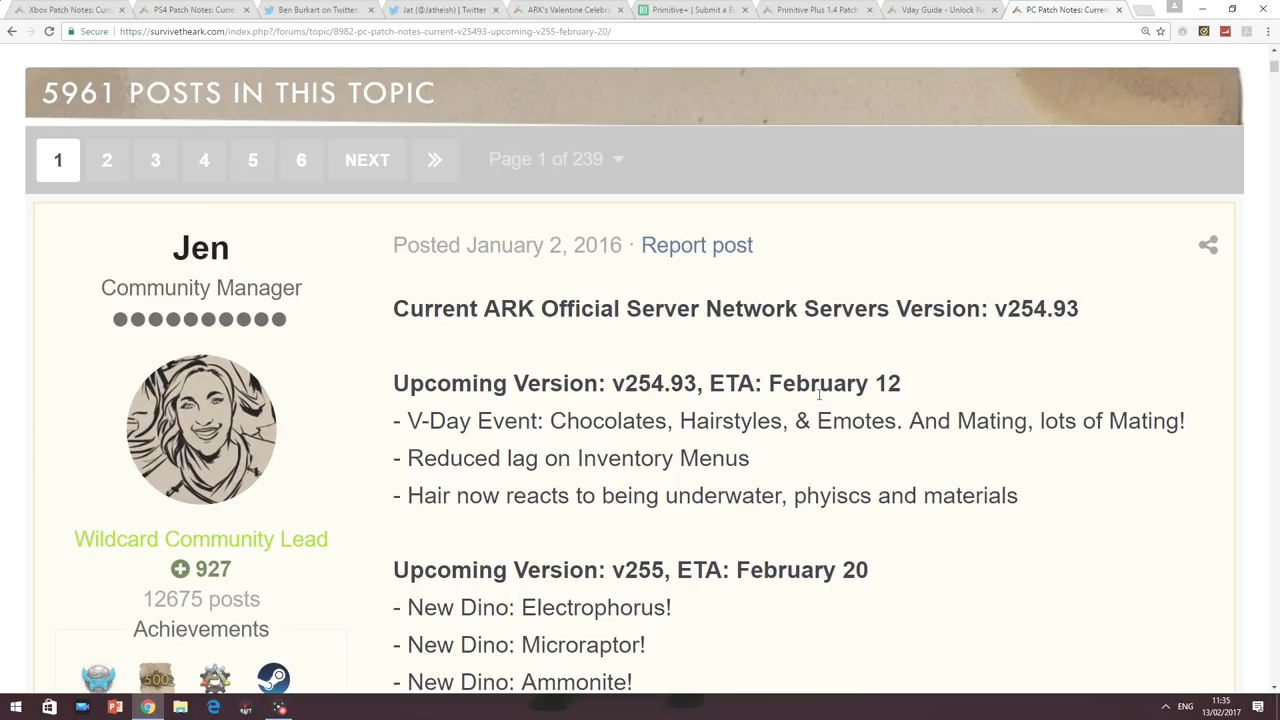 Xbox Patch Notes: Curre
PS4 Patch Notes: Curre
Ben Burkart on Twitter:
Jat (@Jatheish) | Twitter
ARK's Valentine Celebra
Primitive+ | Submit a B
Primitive Plus 1.4 Patch
Vday Guide - Unlock N
PC Patch Notes: Curren
Secure | https://survivetheark.com/index.php?/forums/topic/8982-pc-patch-notes-current-v25493-upcoming-v255-february-20/
5961 POSTS IN THIS TOPIC
1 2 3 4 5 6 NEXT » Page 1 of 239
Jen
Community Manager
Wildcard Community Lead
927
12675 posts
Achievements
500
Posted January 2, 2016 · Report post
Current ARK Official Server Network Servers Version: v254.93
Upcoming Version: v254.93, ETA: February 12
- V-Day Event: Chocolates, Hairstyles, & Emotes. And Mating, lots of Mating!
- Reduced lag on Inventory Menus
- Hair now reacts to being underwater, phyiscs and materials
Upcoming Version: v255, ETA: February 20
- New Dino: Electrophorus!
- New Dino: Microraptor!
- New Dino: Ammonite!
ENG
11:35
13/02/2017